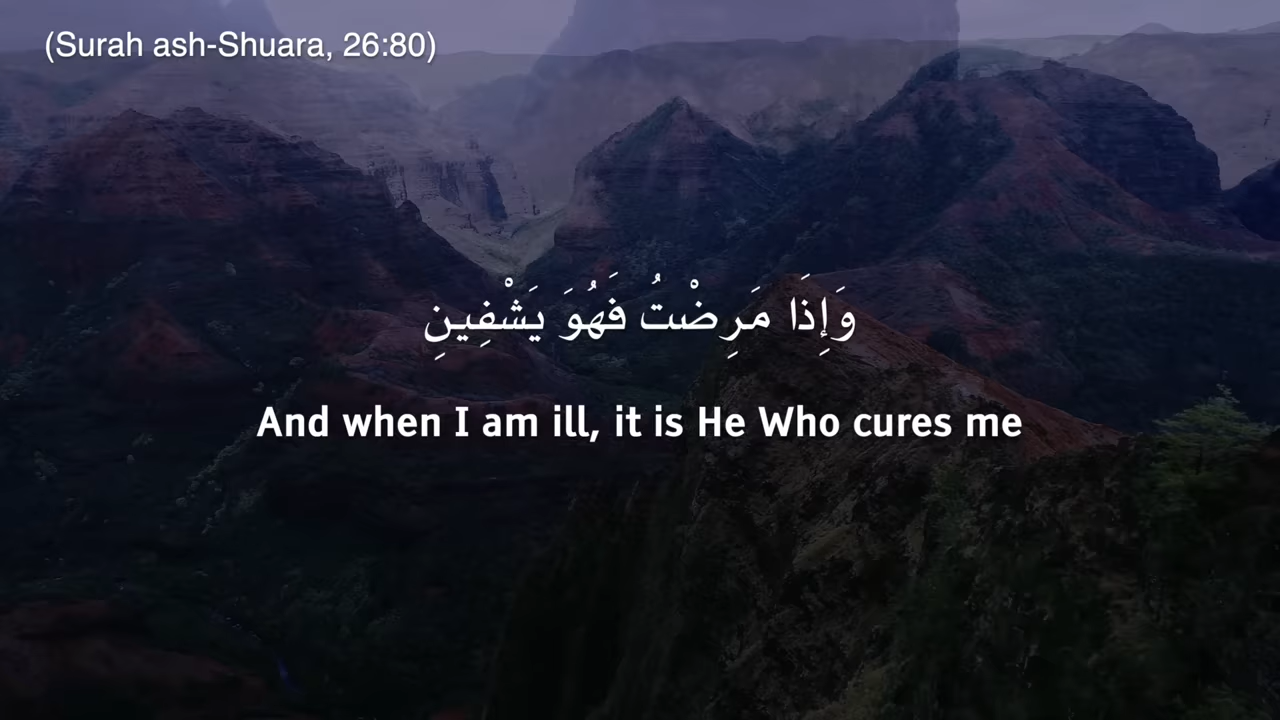 (Surah ash-Shuara, 26:80)
وَإِذَا مَرِضْتُ فَهُوَ يَشْفِينِ
And when I am ill, it is He Who cures me